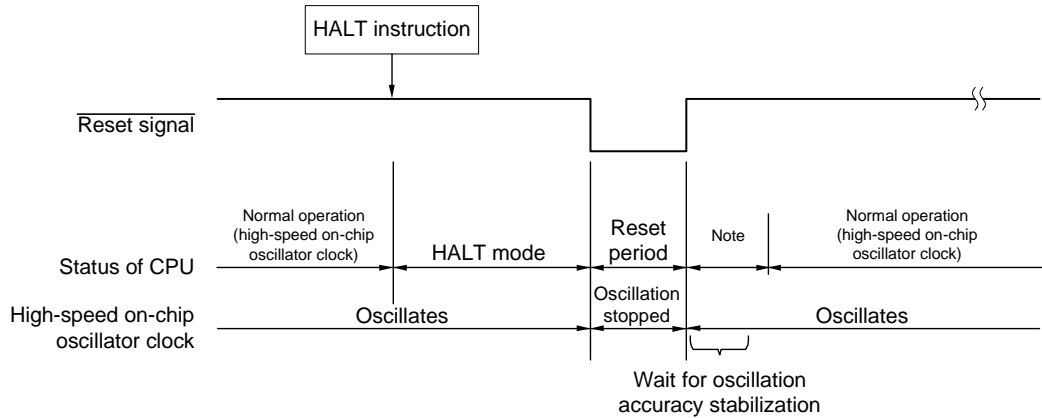 HALT instruction
Reset signal
Normal operation
(high-speed on-chip
oscillator clock)
Status of CPU
HALT mode
Reset
period
Note
Normal operation
(high-speed on-chip
oscillator clock)
High-speed on-chip
oscillator clock
Oscillates
Oscillation
stopped
Oscillates
Wait for oscillation
accuracy stabilization